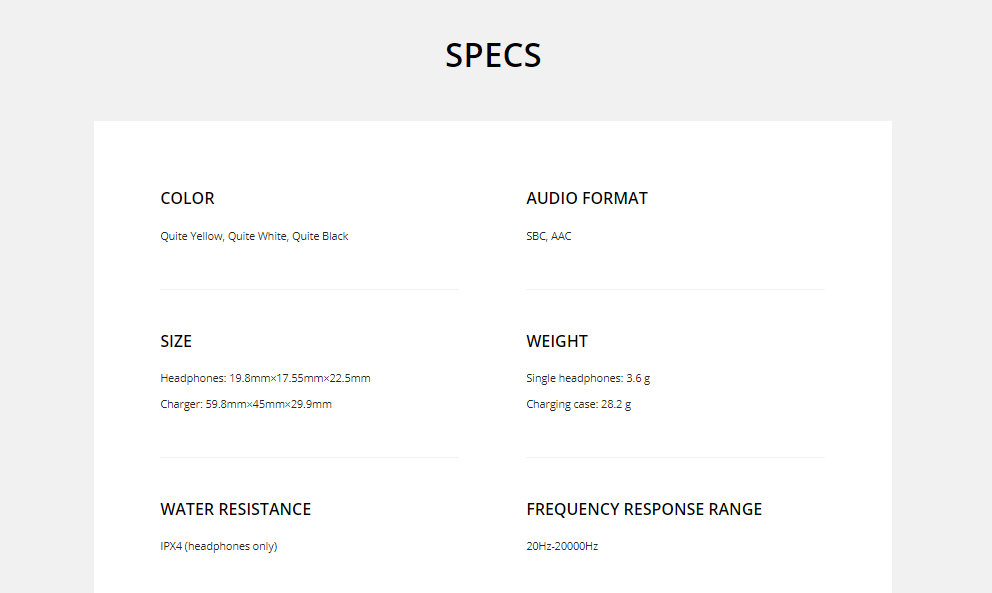 SPECS
COLOR
Quite Yellow, Quite White, Quite Black
AUDIO FORMAT
SBC, AAC
SIZE
Headphones: 19.8mm×17.55mm×22.5mm
Charger: 59.8mm×45mm×29.9mm
WEIGHT
Single headphones: 3.6 g
Charging case: 28.2 g
WATER RESISTANCE
IPX4 (headphones only)
FREQUENCY RESPONSE RANGE
20Hz-20000Hz